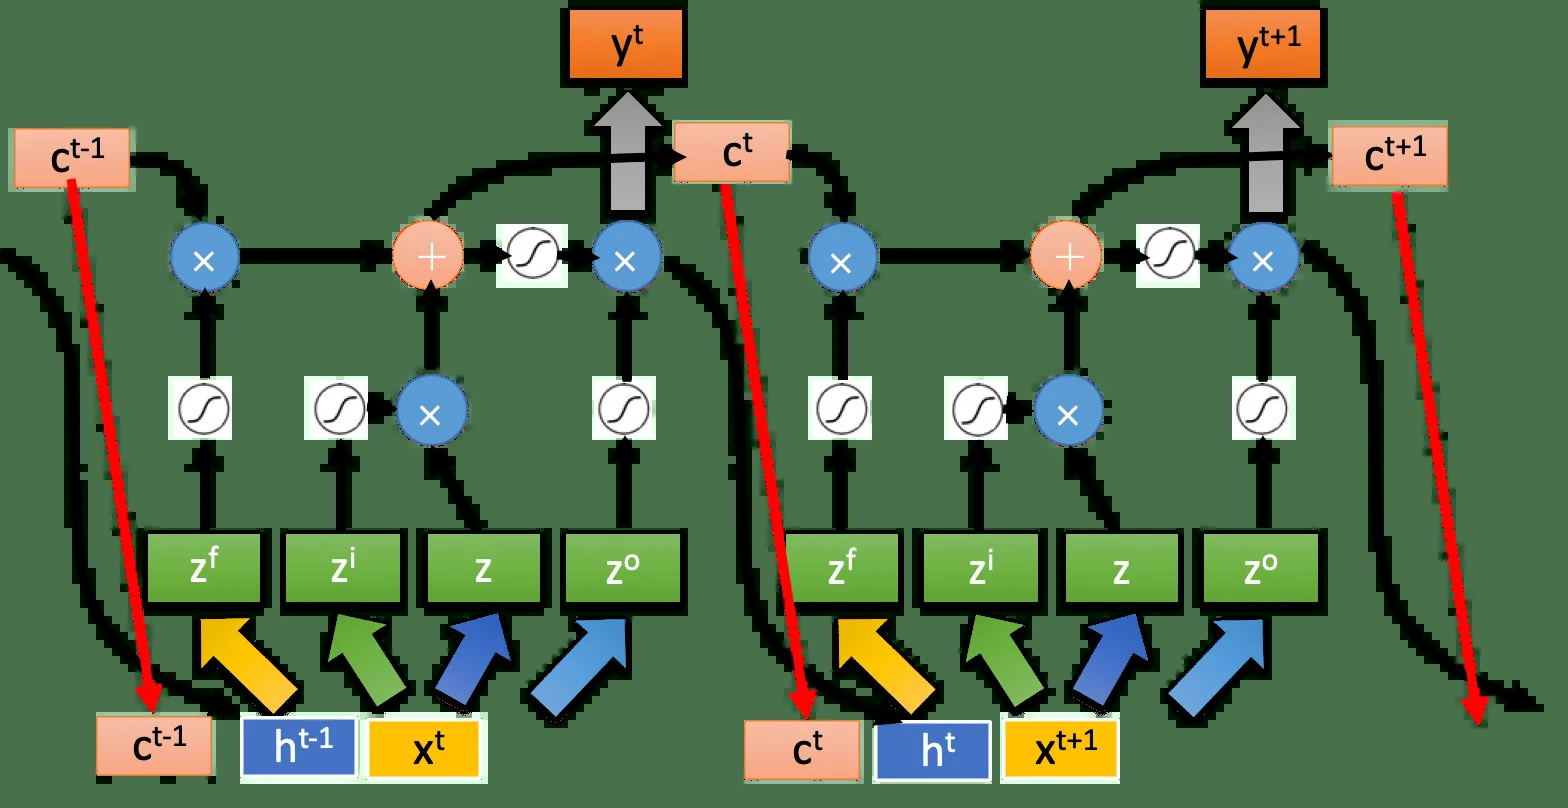 y^t
y^t+1
c^t-1
c^t
c^t+1
× + × × + ×
× ×
z^f z^i z z^o z^f z^i z z^o
c^t-1 h^t-1 x^t c^t h^t x^t+1